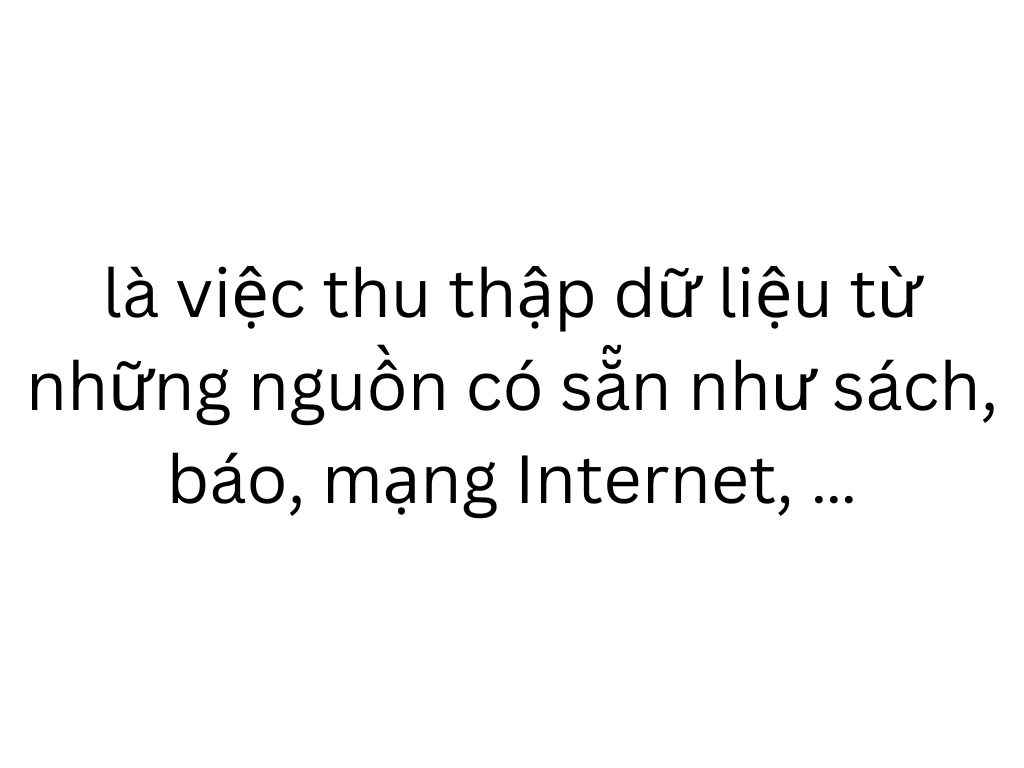 là việc thu thập dữ liệu từ
những nguồn có sẵn như sách,
báo, mạng Internet, ...